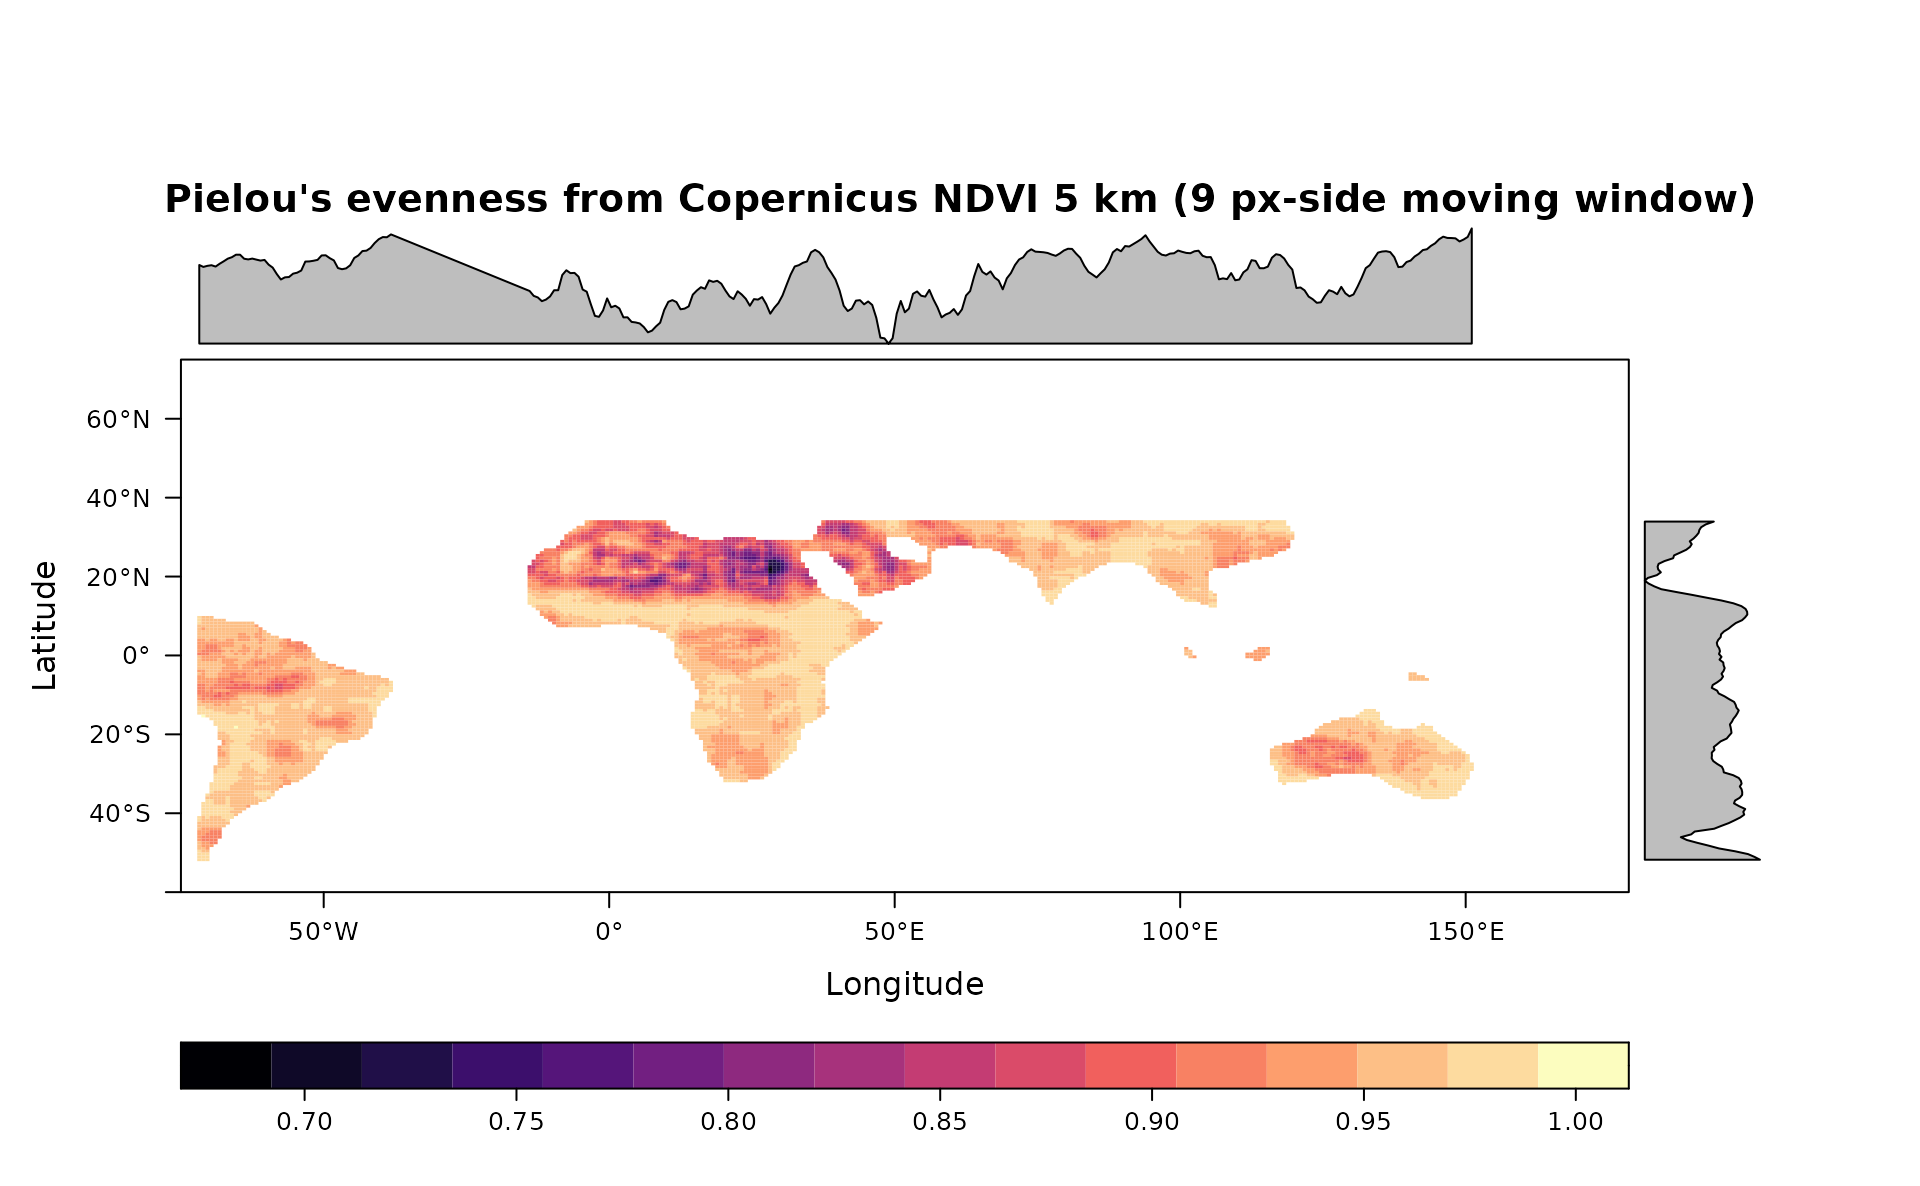 Pielou's evenness from Copernicus NDVI 5 km (9 px-side moving window)
Latitude
60°N
40°N
20°N
0°
20°S
40°S
50°W 0° 50°E 100°E 150°E
Longitude
0.70 0.75 0.80 0.85 0.90 0.95 1.00